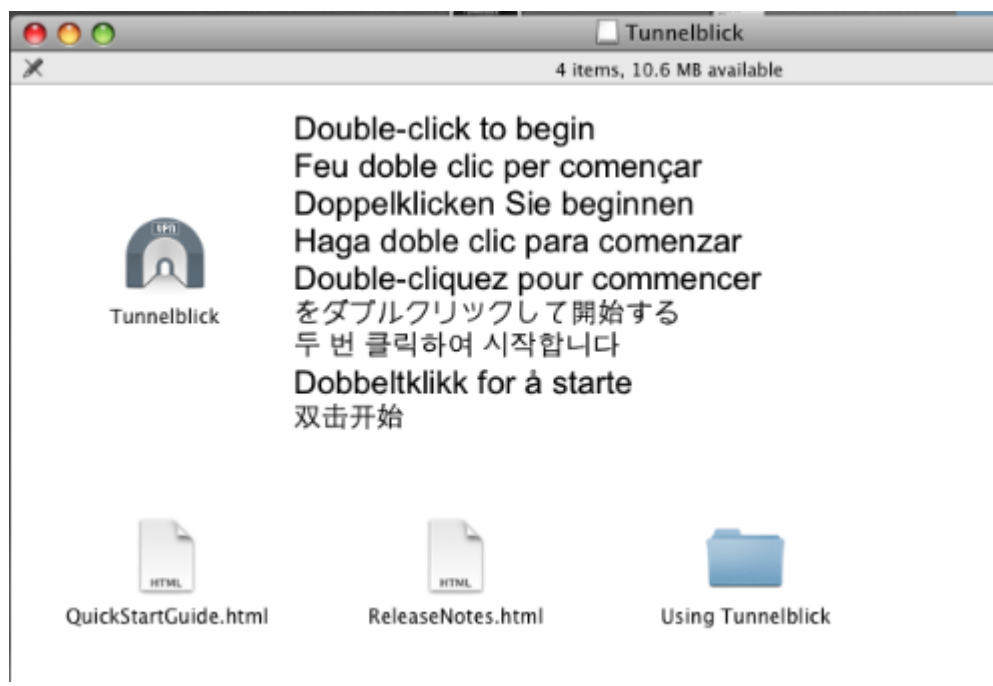 Tunnelblick
4 items, 10.6 MB available
Double-click to begin
Feu doble clic per començar
Doppelklicken Sie beginnen
Haga doble clic para comenzar
Double-cliquez pour commencer
をダブルクリックして開始する
두 번 클릭하여 시작합니다
Dobbeltklikk for å starte
双击开始
VPN
Tunnelblick
HTML
HTML
QuickStartGuide.html
ReleaseNotes.html
Using Tunnelblick